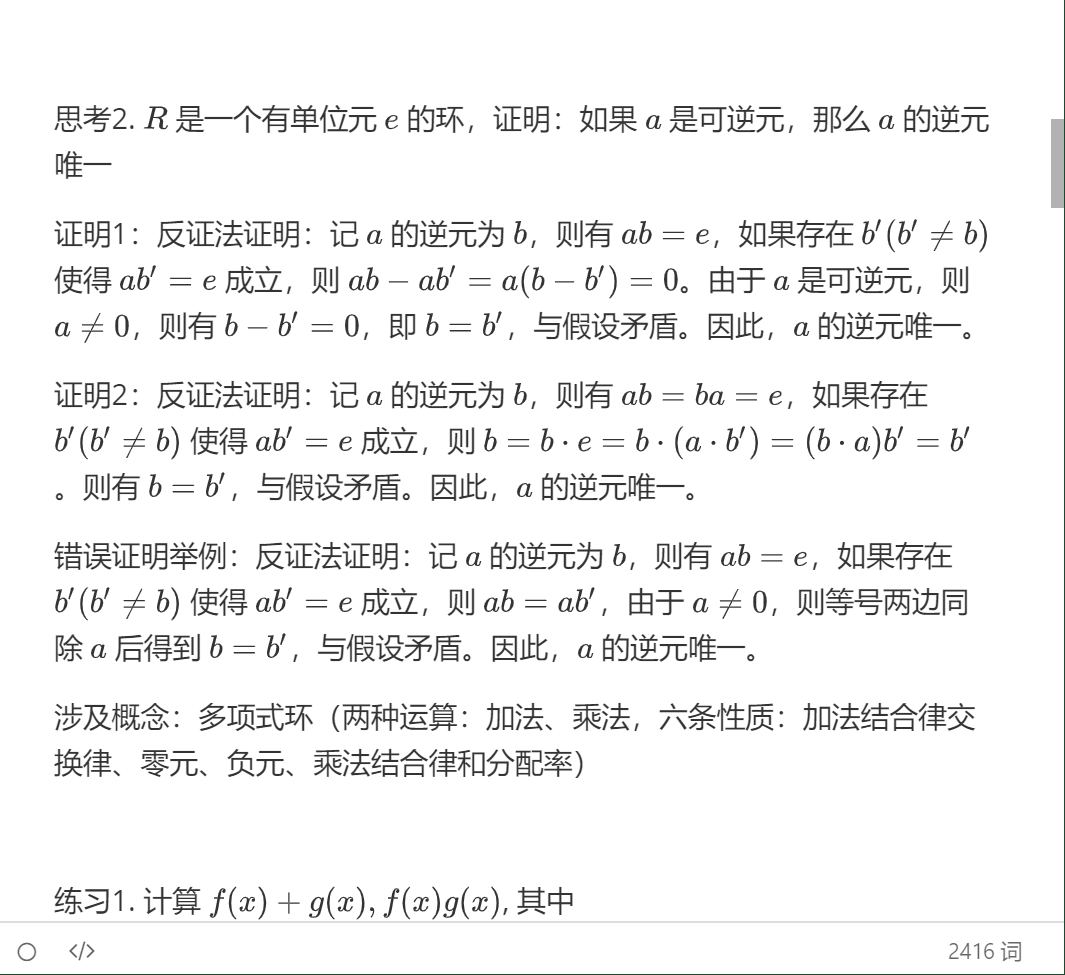 思考2. R 是一个有单位元 e 的环，证明：如果 a 是可逆元，那么 a 的逆元
唯一
证明1：反证法证明：记 a 的逆元为 b，则有 ab = e，如果存在 b′(b′ ≠ b)
使得 ab′ = e 成立，则 ab − ab′ = a(b − b′) = 0。由于 a 是可逆元，则
a ≠ 0，则有 b − b′ = 0，即 b = b′，与假设矛盾。因此，a 的逆元唯一。
证明2：反证法证明：记 a 的逆元为 b，则有 ab = ba = e，如果存在
b′(b′ ≠ b) 使得 ab′ = e 成立，则 b = b · e = b · (a · b′) = (b · a)b′ = b′
。则有 b = b′，与假设矛盾。因此，a 的逆元唯一。
错误证明举例：反证法证明：记 a 的逆元为 b，则有 ab = e，如果存在
b′(b′ ≠ b) 使得 ab′ = e 成立，则 ab = ab′，由于 a ≠ 0，则等号两边同
除 a 后得到 b = b′，与假设矛盾。因此，a 的逆元唯一。
涉及概念：多项式环（两种运算：加法、乘法，六条性质：加法结合律交
换律、零元、负元、乘法结合律和分配率）
练习1. 计算 f(x) + g(x), f(x)g(x), 其中
</> 2416 词